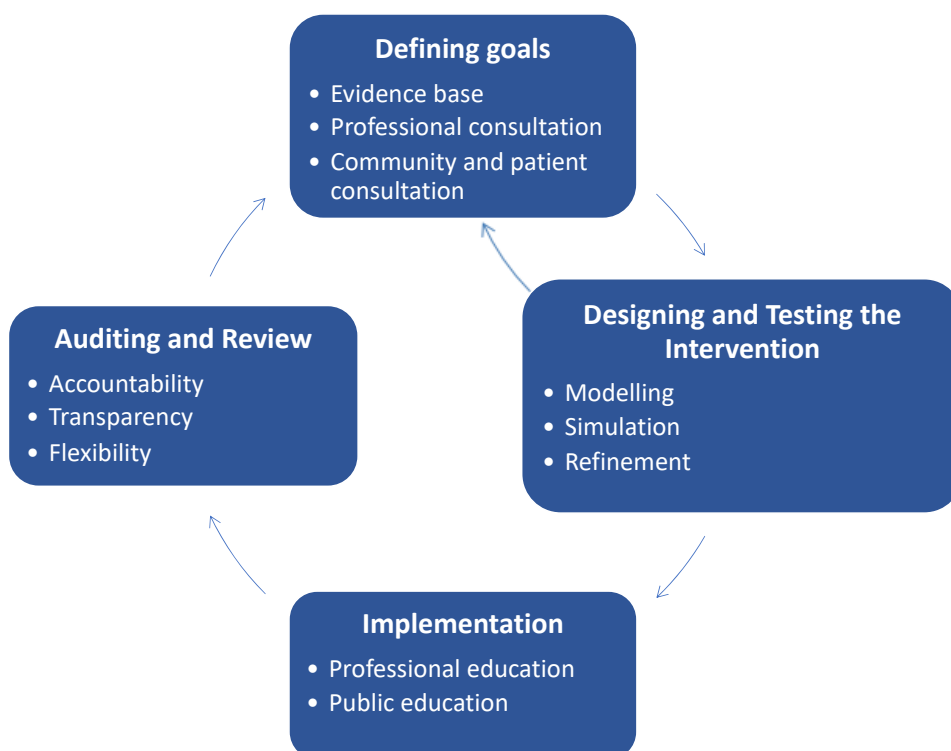 Defining goals
• Evidence base
• Professional consultation
• Community and patient
consultation
Designing and Testing the
Intervention
• Modelling
• Simulation
• Refinement
Implementation
• Professional education
• Public education
Auditing and Review
• Accountability
• Transparency
• Flexibility